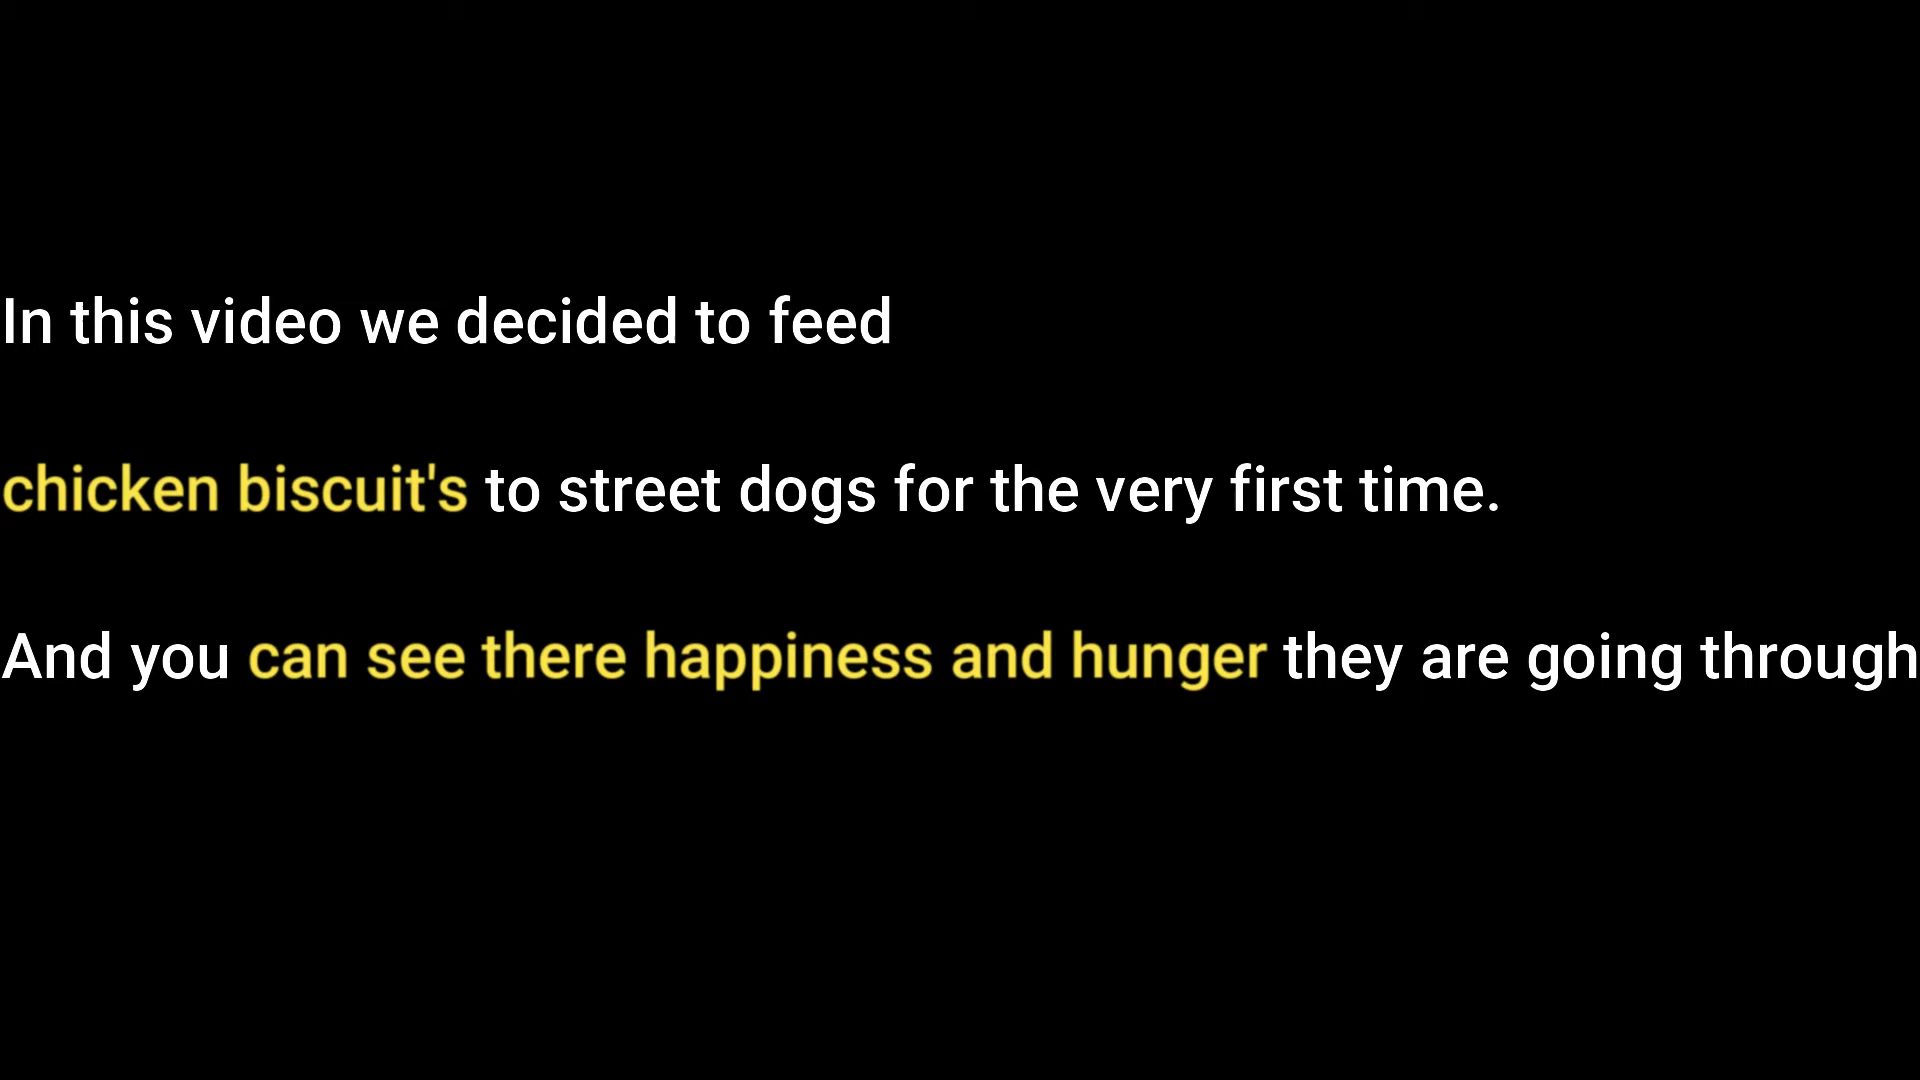 In this video we decided to feed
chicken biscuit's to street dogs for the very first time.
And you can see there happiness and hunger they are going through